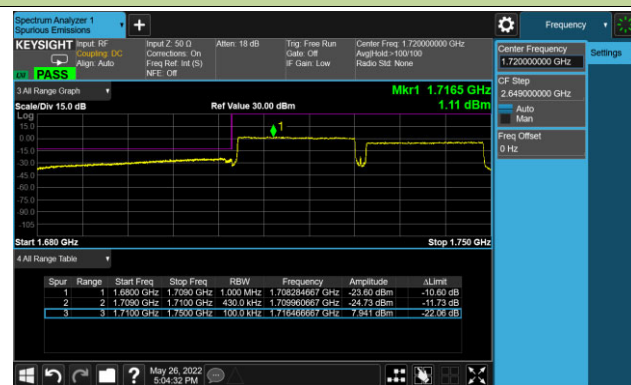 Spectrum Analyzer 1
Spurious Emissions
Frequency
KEYSIGHT
Input: RF
Coupling: DC
Align: Auto
Input Z: 50 Ω
Corrections: On
Freq Ref: Int (S)
NFE: Off
Atten: 18 dB
Trig: Free Run
Gate: Off
IF Gain: Low
Center Freq: 1.720000000 GHz
Avg|Hold:>100/100
Radio Std: None
PASS
Center Frequency
1.720000000 GHz
Settings
CF Step
2.649000000 GHz
Auto
Man
Freq Offset
0 Hz
3 All Range Graph
Mkr1 1.7165 GHz
Scale/Div 15.0 dB
Ref Value 30.00 dBm
1.11 dBm
Log
15.0
0.00
-15.0
-30.0
-45.0
-60.0
-75.0
-90.0
-105
1
Start 1.680 GHz
Stop 1.750 GHz
4 All Range Table
Spur Range Start Freq Stop Freq RBW Frequency Amplitude ΔLimit
1 1 1.6800 GHz 1.7090 GHz 1.000 MHz 1.708284667 GHz -23.60 dBm -10.60 dB
2 2 1.7090 GHz 1.7100 GHz 430.0 kHz 1.709960667 GHz -24.73 dBm -11.73 dB
3 3 1.7100 GHz 1.7500 GHz 100.0 kHz 1.716466667 GHz 7.941 dBm -22.06 dB
May 26, 2022
5:04:32 PM